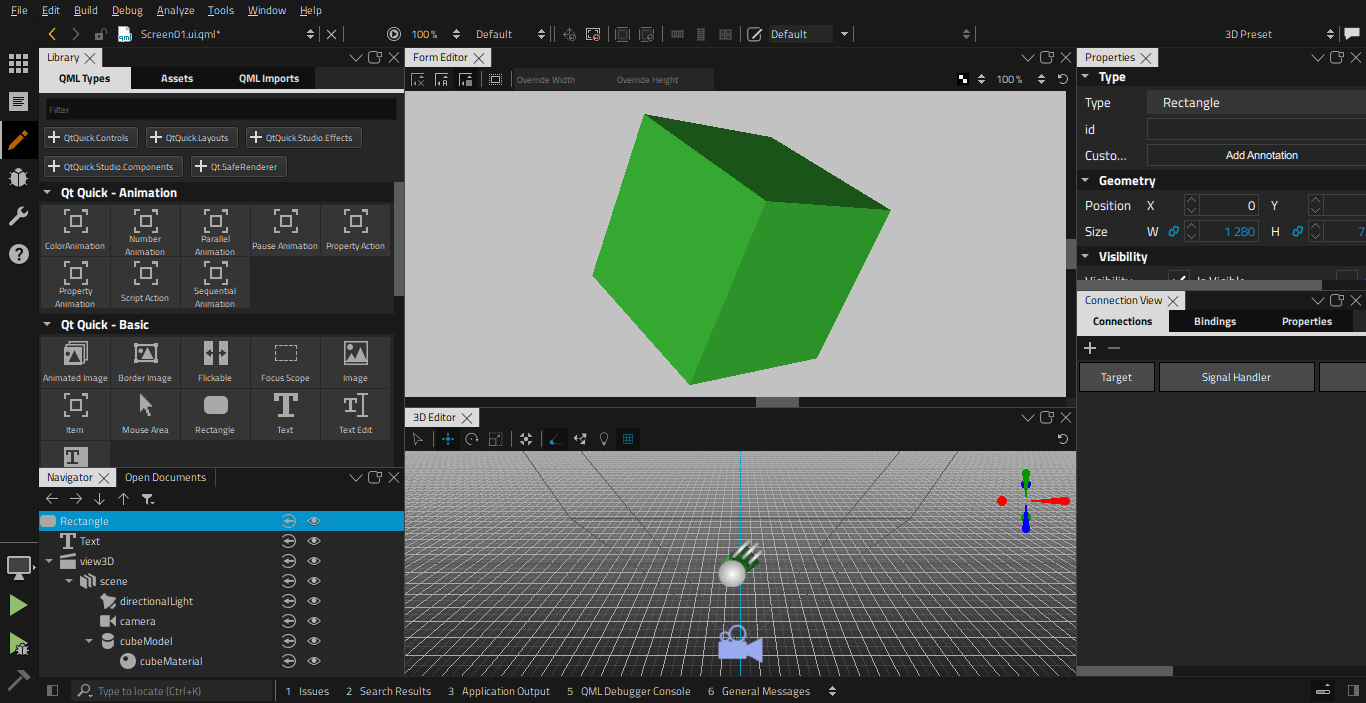 File Edit Build Debug Analyze Tools Window Help
Screen01.ui.qml* 100% Default Default 3D Preset
Library
QML Types Assets QML Imports
Filter
QtQuick.Controls QtQuick.Layouts QtQuick.Studio.Effects
QtQuick.Studio.Components Qt.SafeRenderer
Qt Quick - Animation
ColorAnimation Number Animation Parallel Animation Pause Animation Property Action
Property Animation Script Action Sequential Animation
Qt Quick - Basic
Animated Image Border Image Flickable Focus Scope Image
Item Mouse Area Rectangle Text Text Edit
Navigator Open Documents
Rectangle
Text
view3D
scene
directionalLight
camera
cubeModel
cubeMaterial
Form Editor
Override Width Override Height 100%
3D Editor
Properties
Type
Type Rectangle
id
Custo... Add Annotation
Geometry
Position X 0 Y
Size W 1 280 H 7
Visibility
Visibility Is Visible
Connection View
Connections Bindings Properties
Target Signal Handler
Type to locate (Ctrl+K) 1 Issues 2 Search Results 3 Application Output 5 QML Debugger Console 6 General Messages